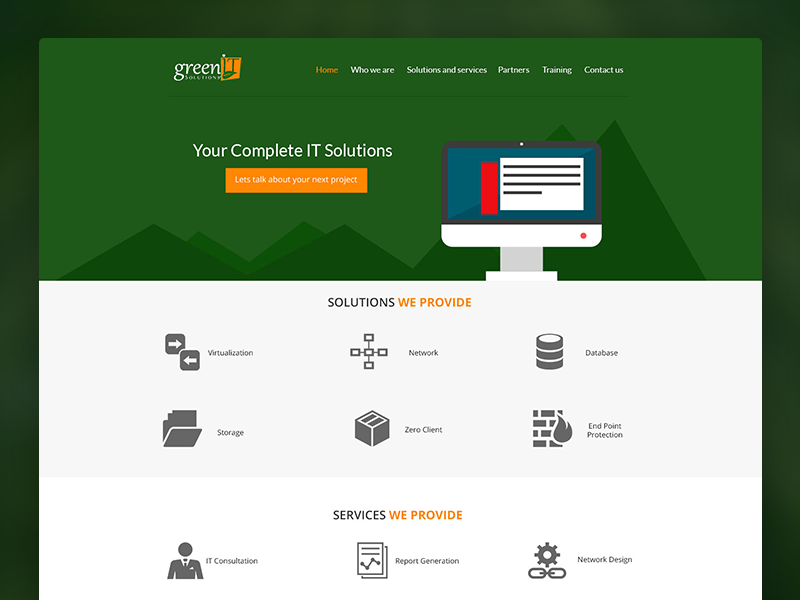 green IT
SOLUTIONS
Home Who we are Solutions and services Partners Training Contact us
Your Complete IT Solutions
Lets talk about your next project
SOLUTIONS WE PROVIDE
Virtualization Network Database
Storage Zero Client End Point
Protection
SERVICES WE PROVIDE
IT Consultation Report Generation Network Design